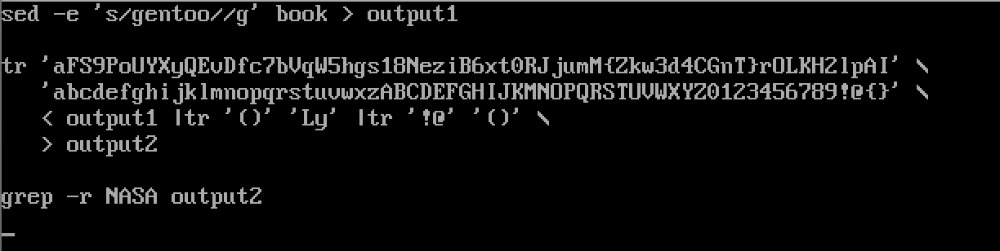 sed -e 's/gentoo//g' book > output1
tr 'aFS9PoUYXyQEvDfc7bVqW5hgs18NeziB6xt0RJjumM{Zkw3d4CGnT}rOLKH2lpAI' \
'abcdefghijklmnopqrstuvwxzABCDEFGHIJKMNOPQRSTUVWXYZ0123456789!@{}' \
< output1 |tr '()' 'Ly' |tr '!@' '()' \
> output2
grep -r NASA output2
_